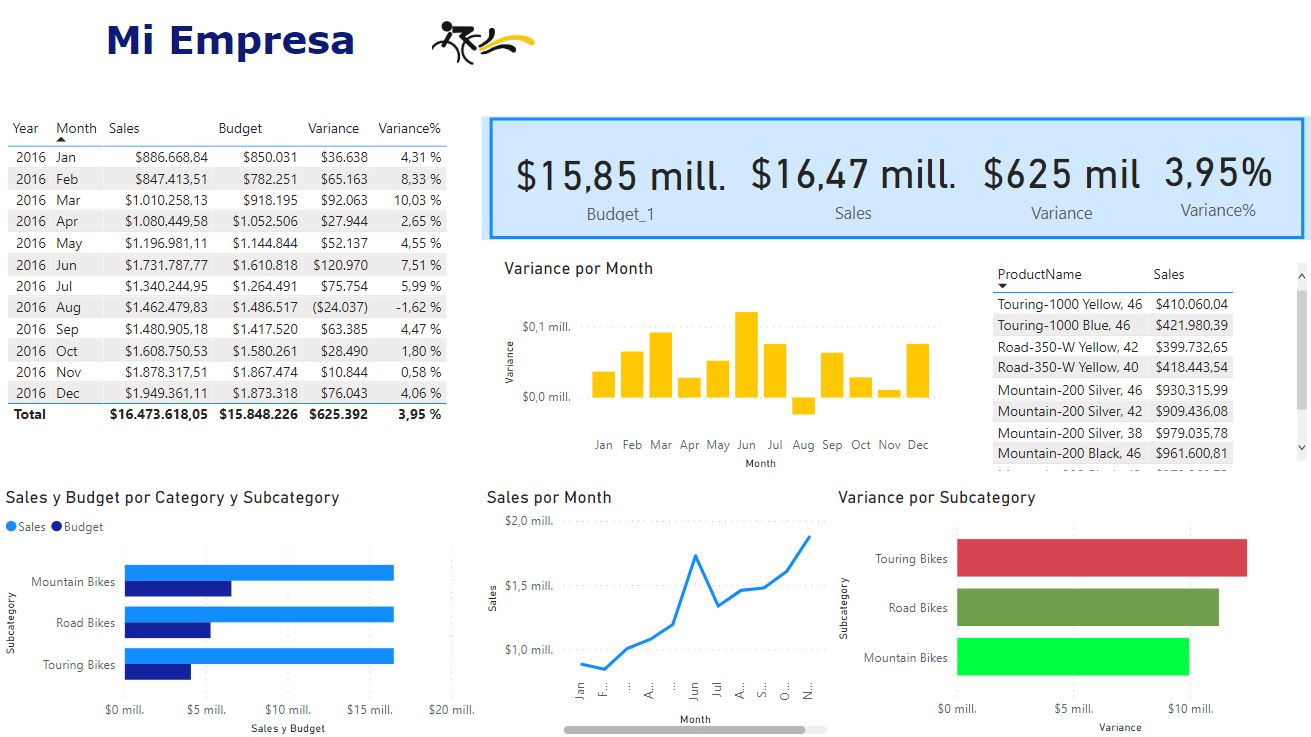 Mi Empresa
Year Month Sales Budget Variance Variance%
2016 Jan $886.668,84 $850.031 $36.638 4,31 %
2016 Feb $847.413,51 $782.251 $65.163 8,33 %
2016 Mar $1.010.258,13 $918.195 $92.063 10,03 %
2016 Apr $1.080.449,58 $1.052.506 $27.944 2,65 %
2016 May $1.196.981,11 $1.144.844 $52.137 4,55 %
2016 Jun $1.731.787,77 $1.610.818 $120.970 7,51 %
2016 Jul $1.340.244,95 $1.264.491 $75.754 5,99 %
2016 Aug $1.462.479,83 $1.486.517 ($24.037) -1,62 %
2016 Sep $1.480.905,18 $1.417.520 $63.385 4,47 %
2016 Oct $1.608.750,53 $1.580.261 $28.490 1,80 %
2016 Nov $1.878.317,51 $1.867.474 $10.844 0,58 %
2016 Dec $1.949.361,11 $1.873.318 $76.043 4,06 %
Total $16.473.618,05 $15.848.226 $625.392 3,95 %
$15,85 mill. $16,47 mill. $625 mil 3,95%
Budget_1 Sales Variance Variance%
Variance por Month
$0,1 mill.
$0,0 mill.
Variance
Jan Feb Mar Apr May Jun Jul Aug Sep Oct Nov Dec
Month
ProductName Sales
Touring-1000 Yellow, 46 $410.060,04
Touring-1000 Blue, 46 $421.980,39
Road-350-W Yellow, 42 $399.732,65
Road-350-W Yellow, 40 $418.443,54
Mountain-200 Silver, 46 $930.315,99
Mountain-200 Silver, 42 $909.436,08
Mountain-200 Silver, 38 $979.035,78
Mountain-200 Black, 46 $961.600,81
Sales y Budget por Category y Subcategory
Sales Budget
Subcategory
Mountain Bikes
Road Bikes
Touring Bikes
$0 mill. $5 mill. $10 mill. $15 mill. $20 mill.
Sales y Budget
Sales por Month
$2,0 mill.
$1,5 mill.
$1,0 mill.
Sales
Jan F... ... A... ... Jun Jul A... S... O... N...
Month
Variance por Subcategory
Subcategory
Touring Bikes
Road Bikes
Mountain Bikes
$0 mill. $5 mill. $10 mill.
Variance